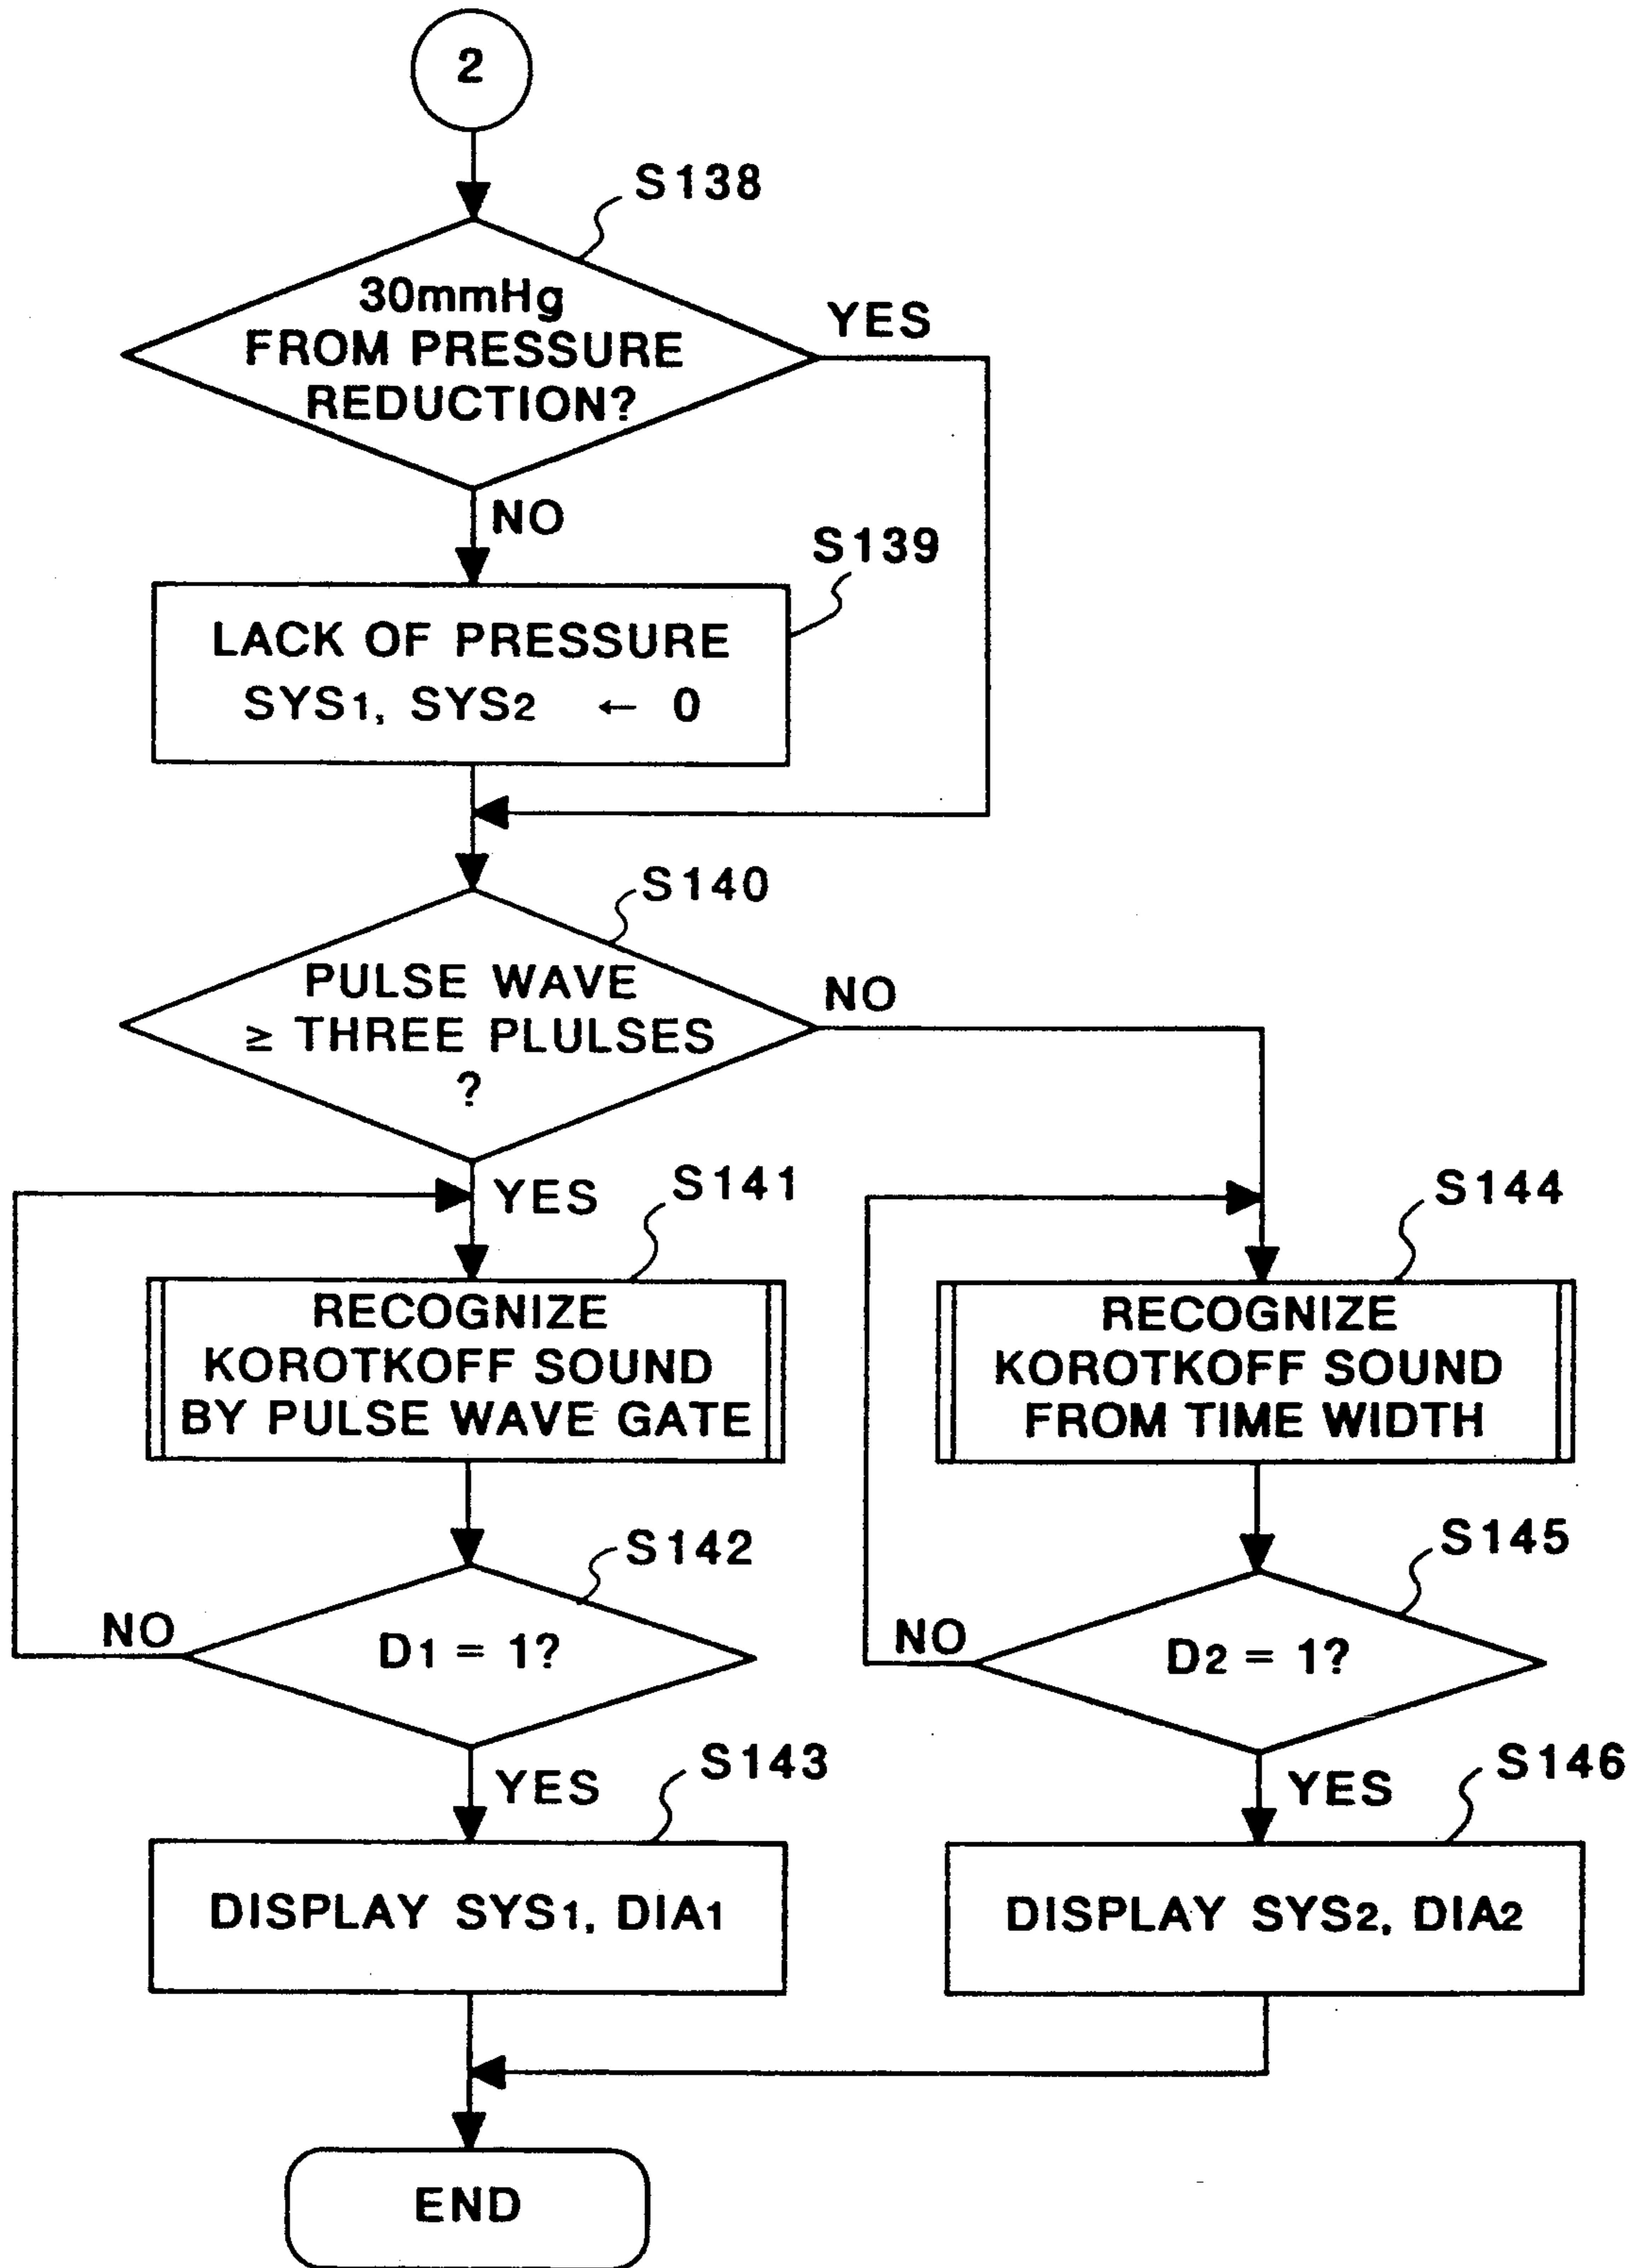 2
S138
30mmHg
FROM PRESSURE
REDUCTION?
YES
NO
S139
LACK OF PRESSURE
SYS1, SYS2 ← 0
S140
PULSE WAVE
≥ THREE PLULSES
?
NO
YES
S141
RECOGNIZE
KOROTKOFF SOUND
BY PULSE WAVE GATE
S144
RECOGNIZE
KOROTKOFF SOUND
FROM TIME WIDTH
S142
NO
D1 = 1?
S145
NO
D2 = 1?
YES
S143
DISPLAY SYS1, DIA1
YES
S146
DISPLAY SYS2, DIA2
END